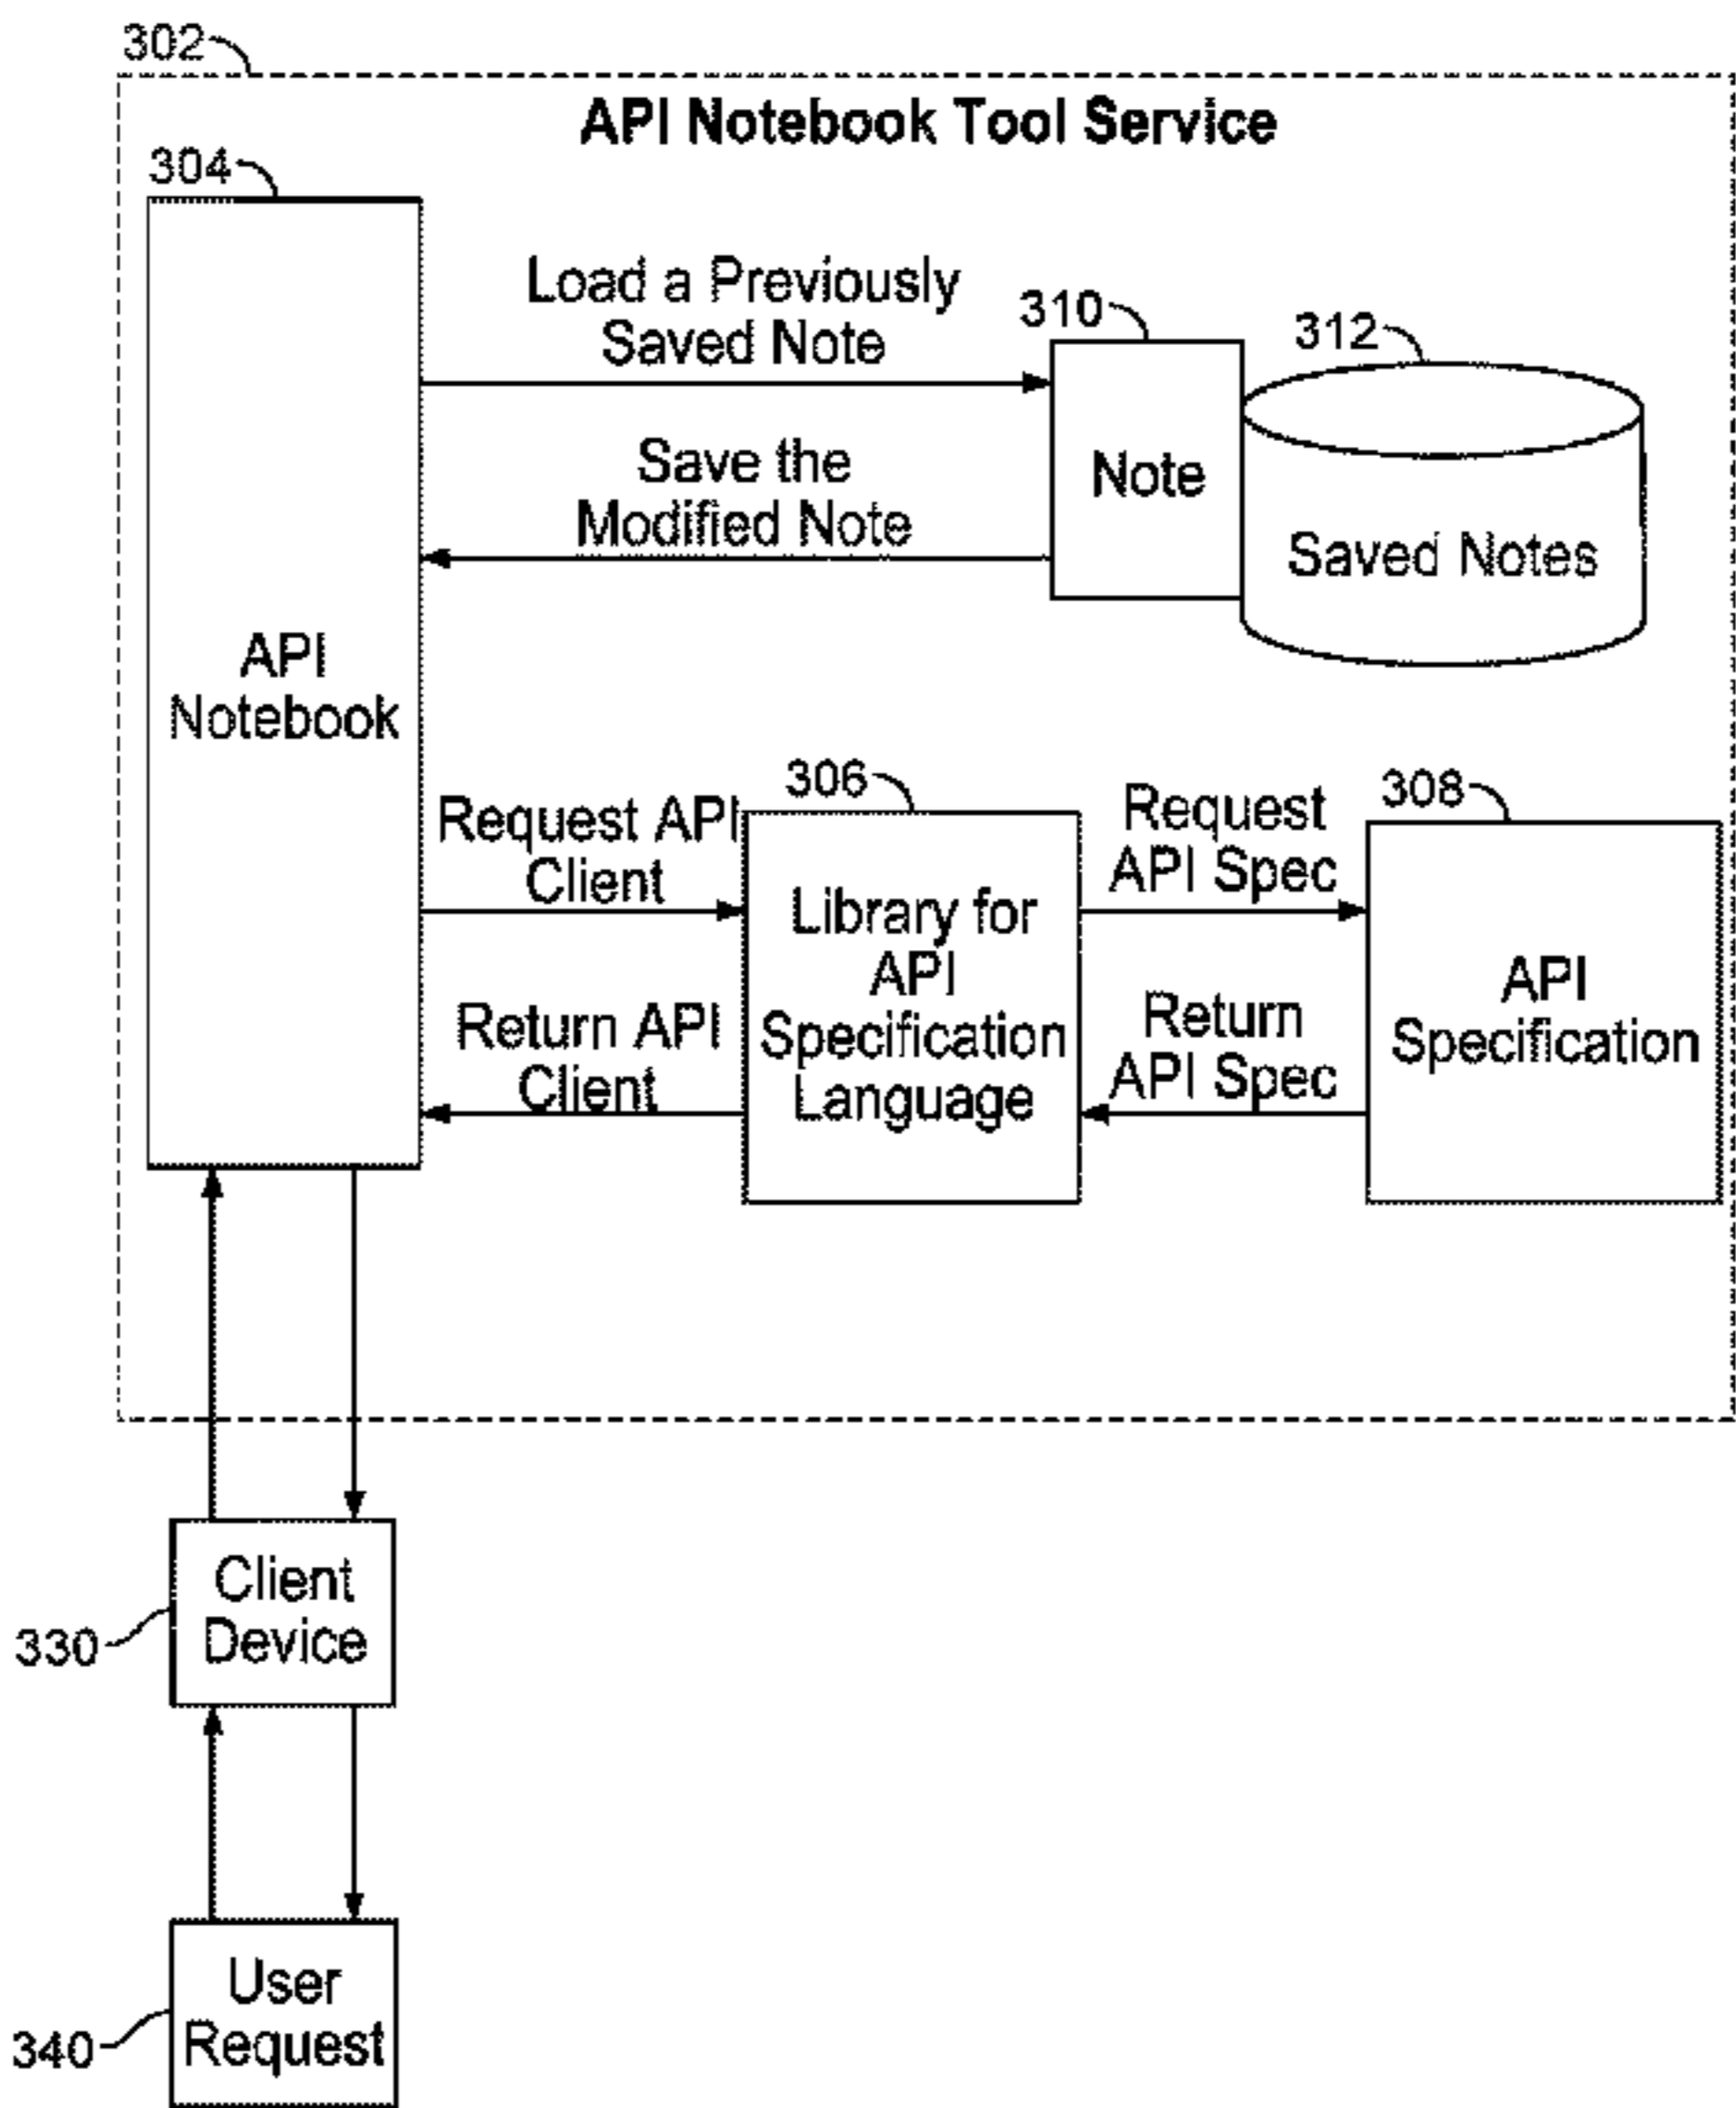 302
API Notebook Tool Service
304
Load a Previously
Saved Note
310
312
Save the
Modified Note
Note
Saved Notes
API
Notebook
306
308
Request API
Client
Request
API Spec
Library for
API
Specification
Language
API
Specification
Return API
Client
Return
API Spec
Client
Device
330
User
Request
340